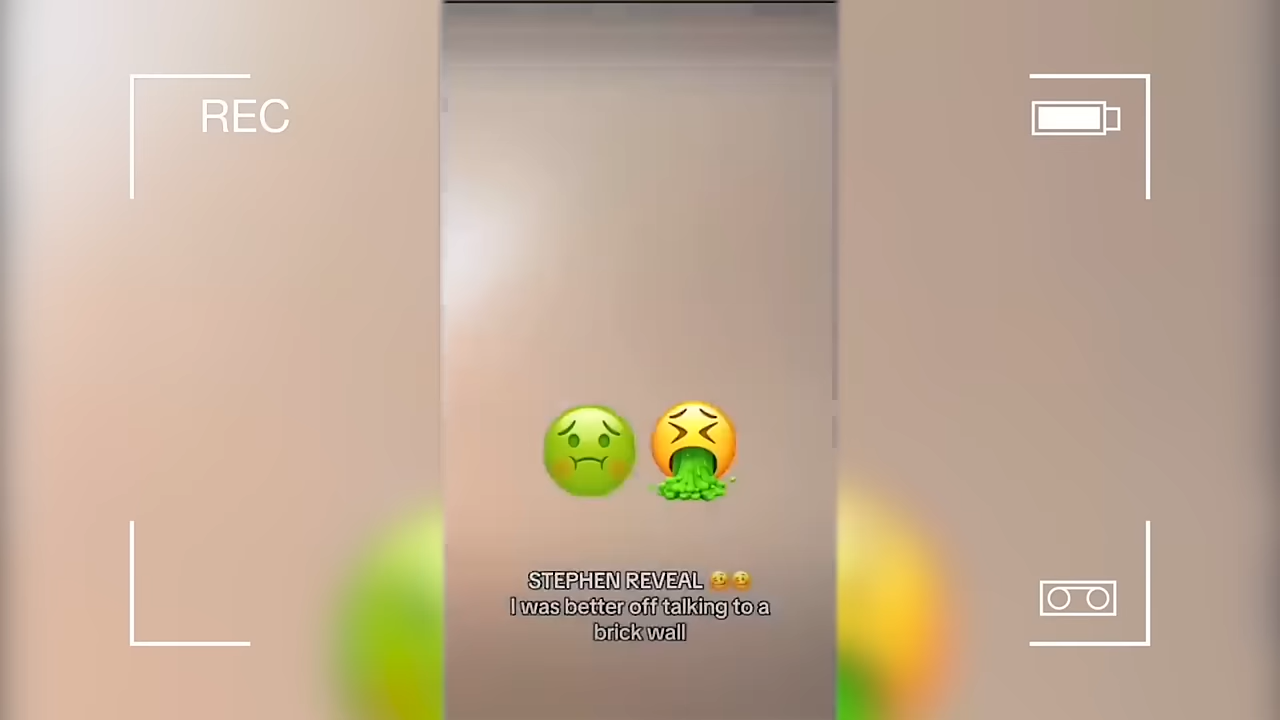 REC
STEPHEN REVEAL 🥴🥴
I was better off talking to a
brick wall